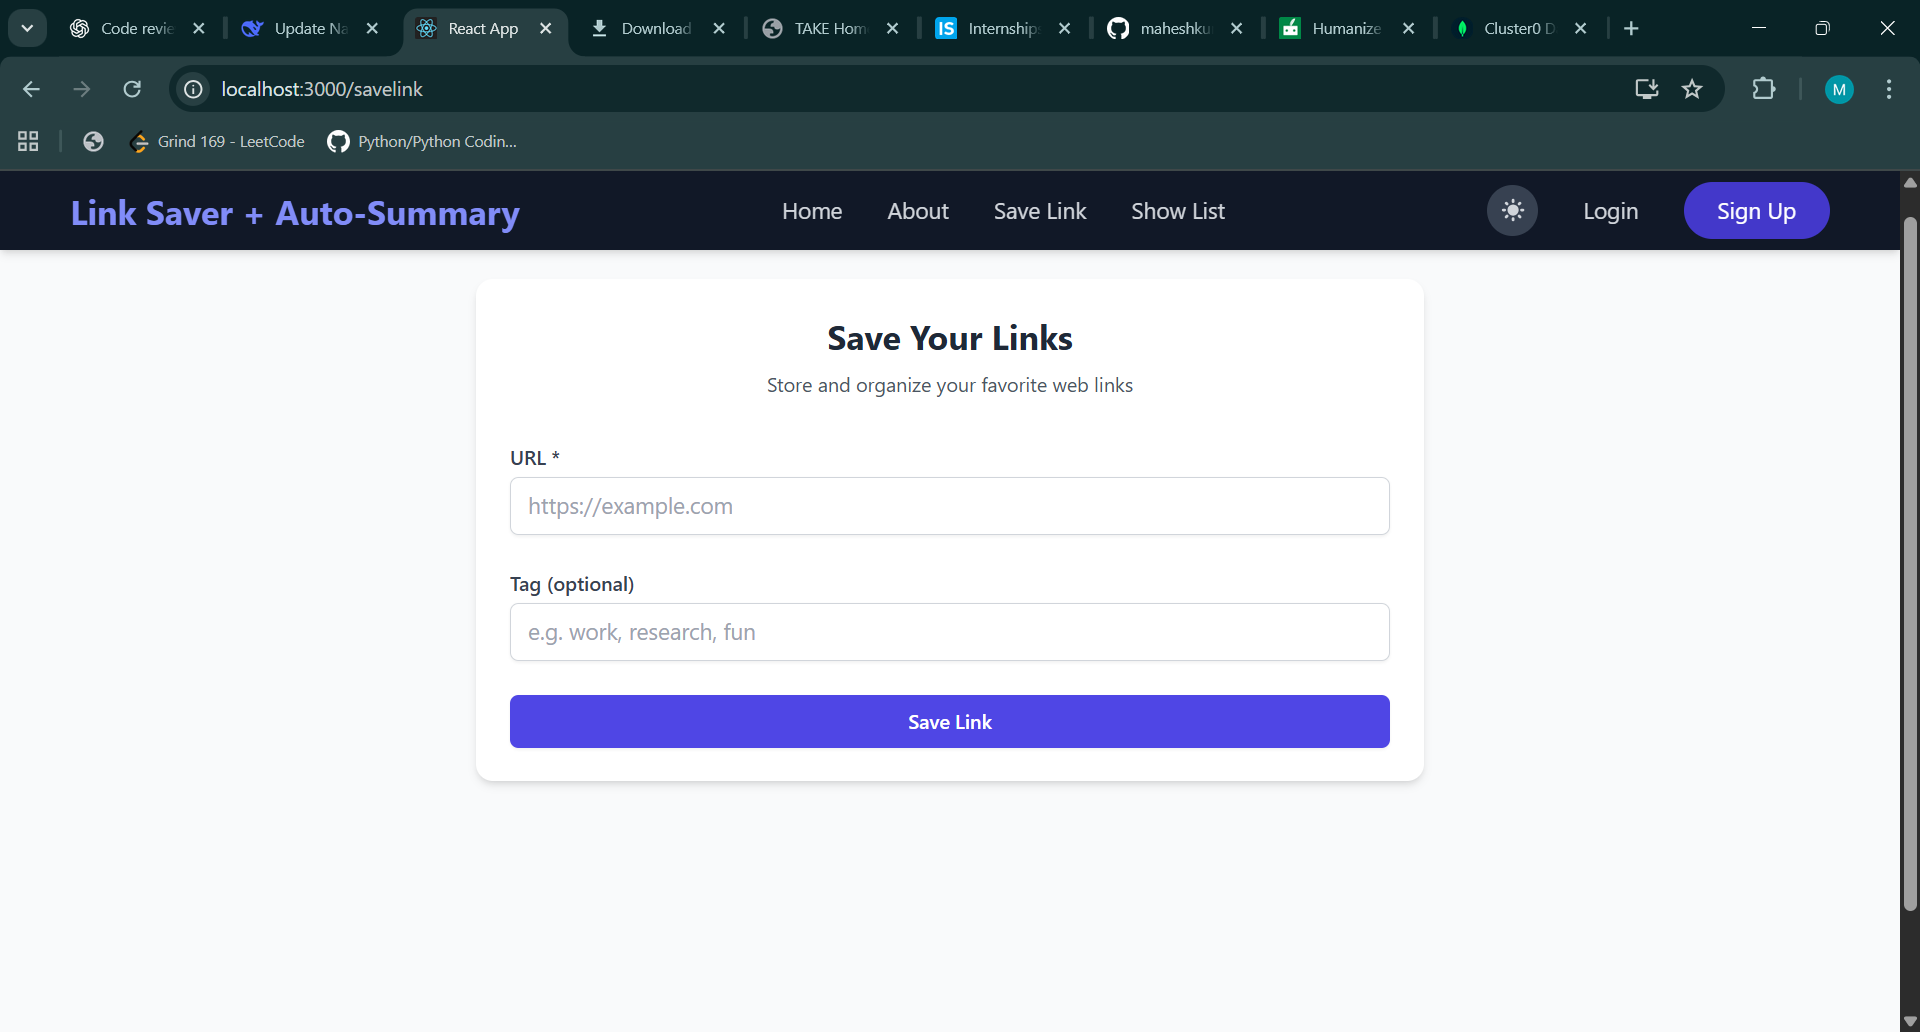 Code revie
Update Na
React App
Download
TAKE Hom
IS Internships
maheshku
Humanize
Cluster0 D
localhost:3000/savelink
M
Grind 169 - LeetCode
Python/Python Codin...
Link Saver + Auto-Summary
Home
About
Save Link
Show List
Login
Sign Up
Save Your Links
Store and organize your favorite web links
URL *
https://example.com
Tag (optional)
e.g. work, research, fun
Save Link